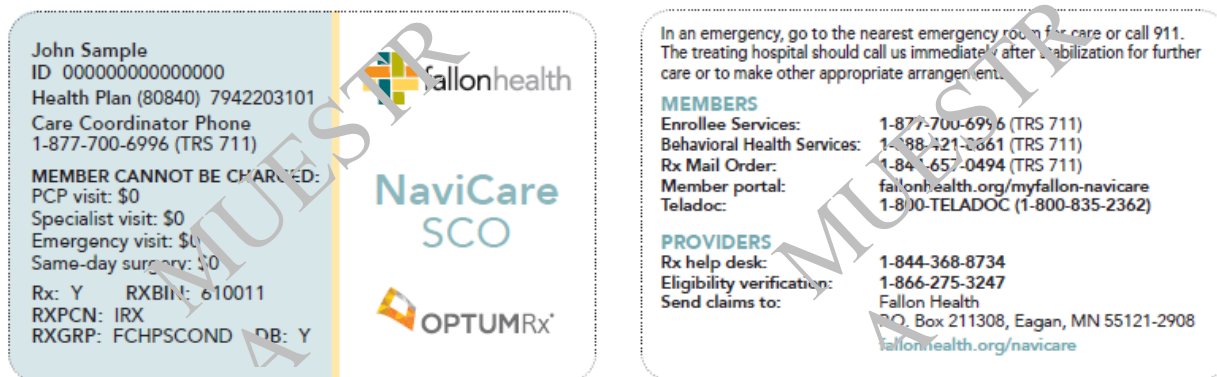 John Sample
ID 000000000000000
Health Plan (80840) 7942203101
Care Coordinator Phone
1-877-700-6996 (TRS 711)
MEMBER CANNOT BE CHARGED:
PCP visit: $0
Specialist visit: $0
Emergency visit: $0
Same-day surgery: $0
Rx: Y RXBIN: 610011
RXPCN: IRX
RXGRP: FCHPSCOND DB: Y
fallonhealth
NaviCare
SCO
OPTUMRx
MUESTRA
In an emergency, go to the nearest emergency room for care or call 911.
The treating hospital should call us immediately after stabilization for further
care or to make other appropriate arrangements.
MEMBERS
Enrollee Services: 1-877-700-6996 (TRS 711)
Behavioral Health Services: (TRS 711)
Rx Mail Order: (TRS 711)
Member portal: fallonhealth.org/myfallon-navicare
Teladoc: 1-800-TELADOC (1-800-835-2362)
PROVIDERS
Rx help desk: 1-844-368-8734
Eligibility verification: 1-866-275-3247
Send claims to: Fallon Health
P.O. Box 211308, Eagan, MN 55121-2908
fallonhealth.org/navicare
MUESTRA